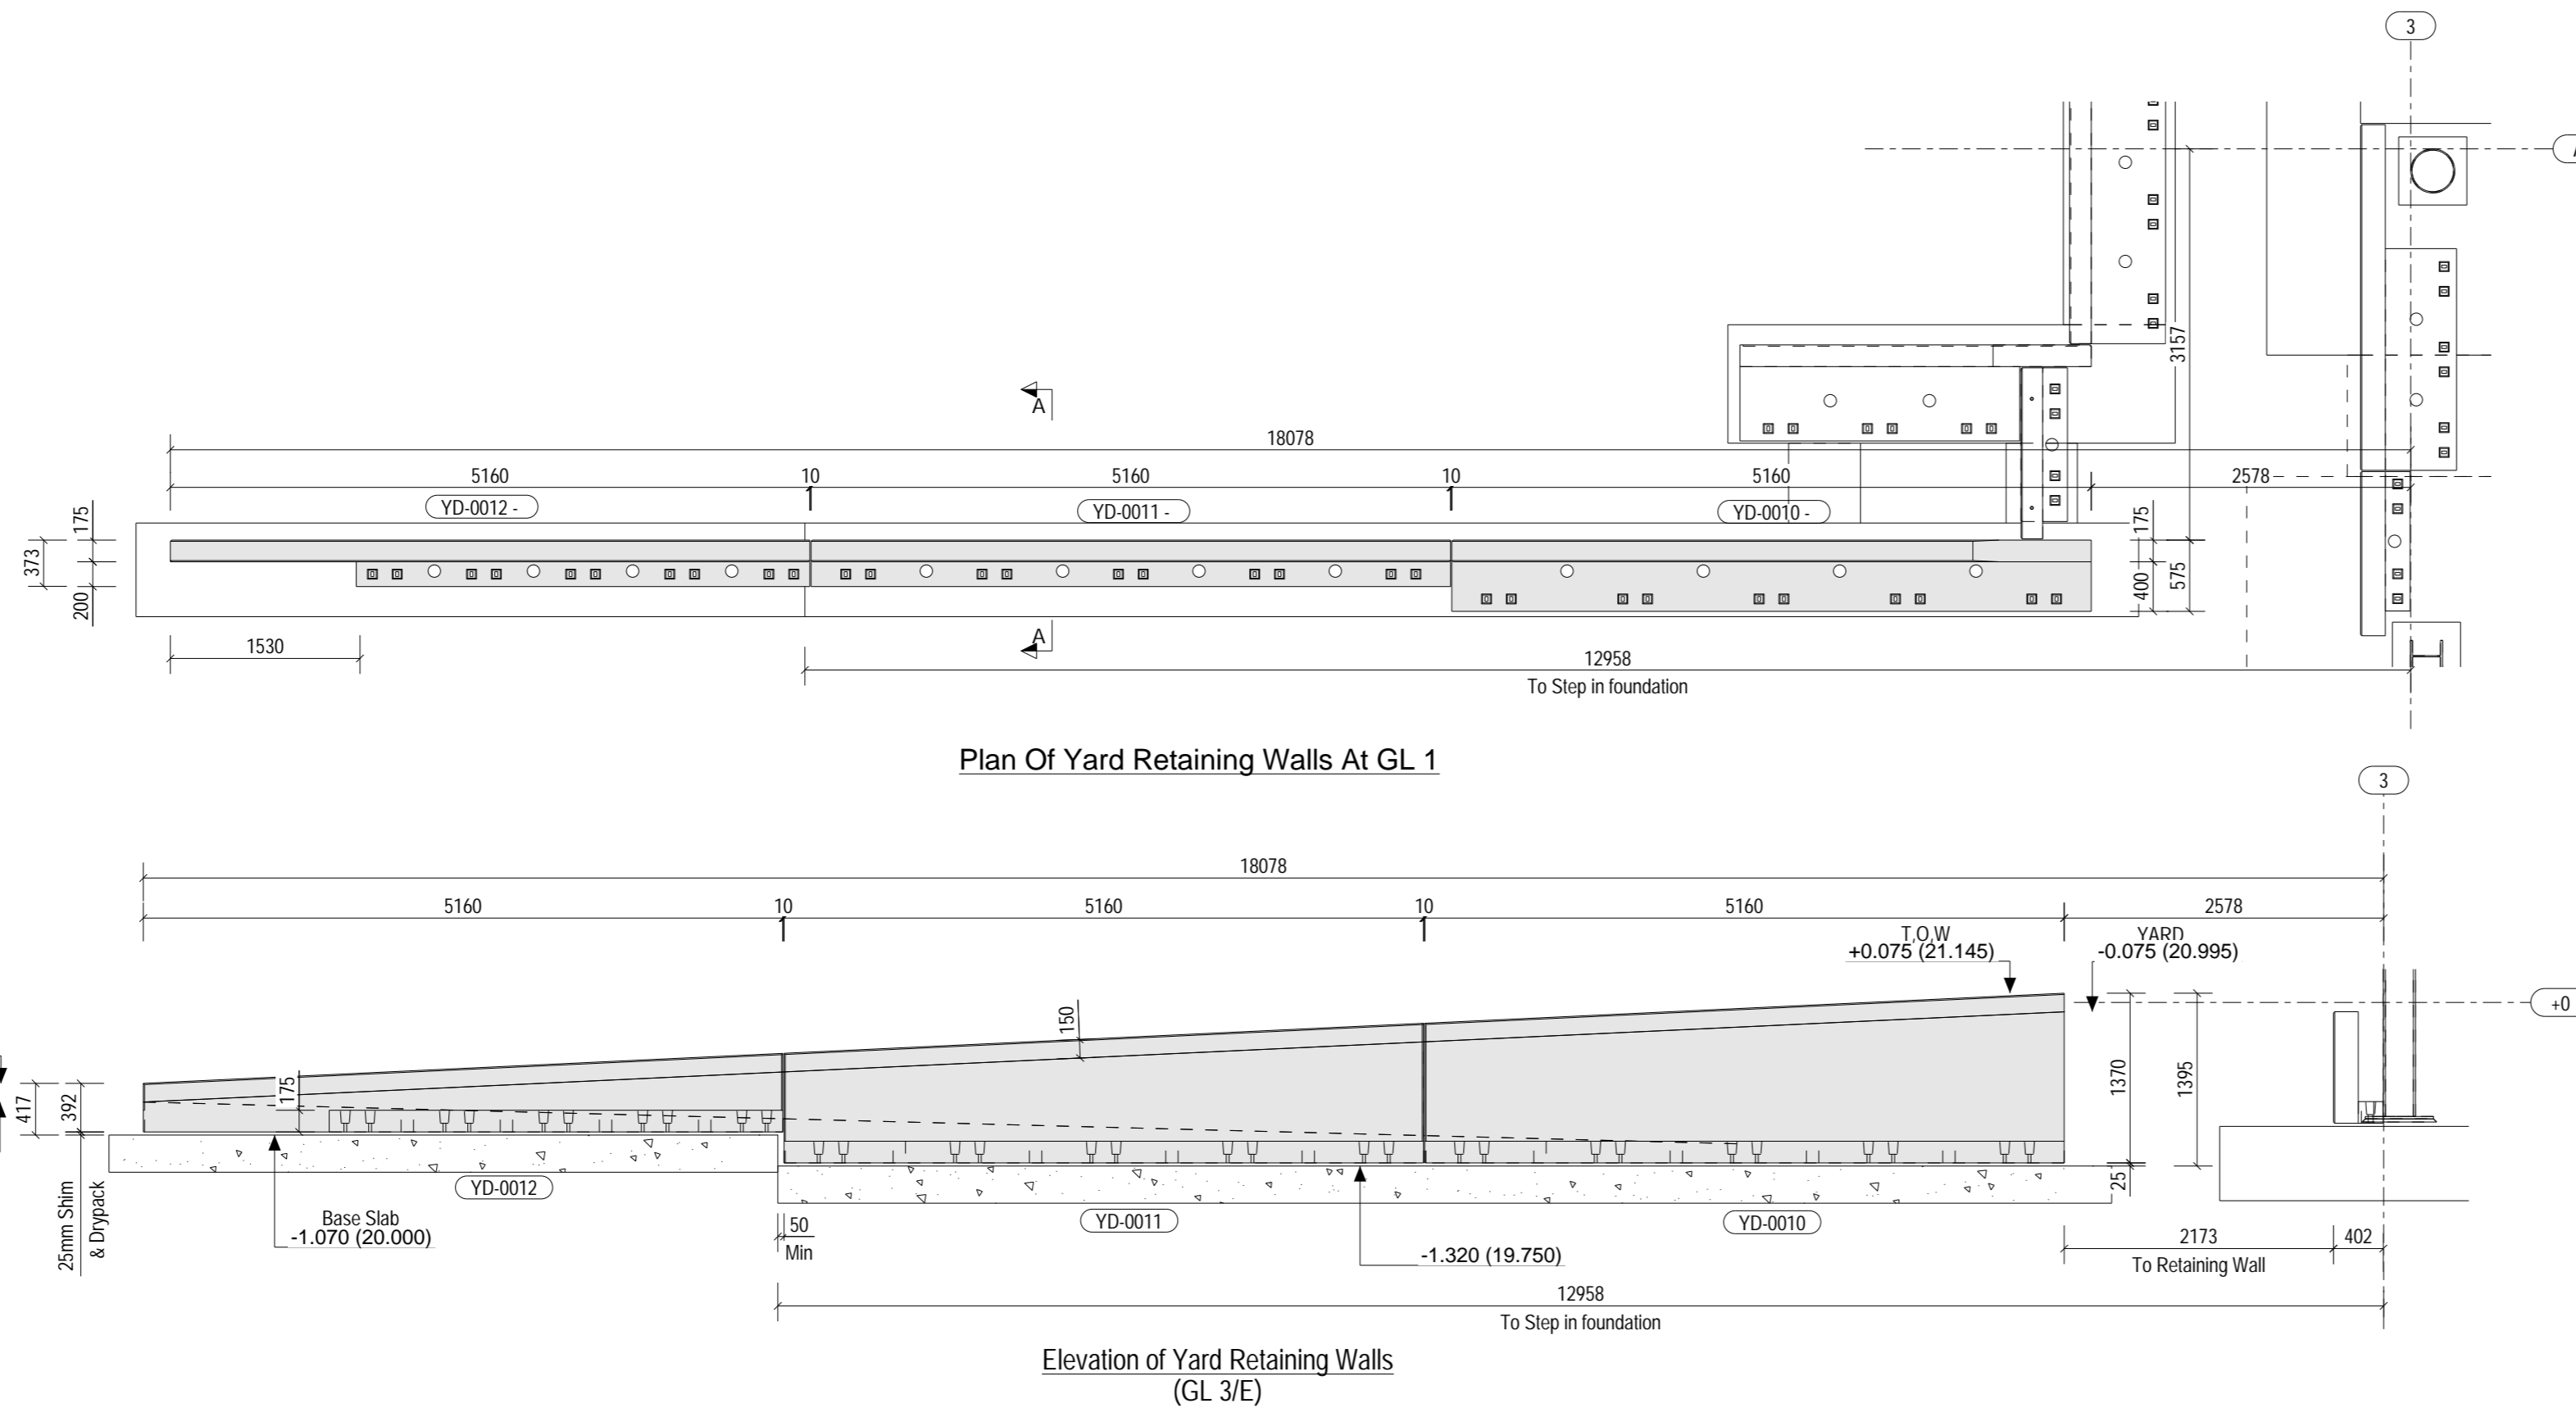 3
3157
A
18078
5160
10
5160
10
5160
2578
YD-0012 -
YD-0011 -
YD-0010 -
175
373
200
175
400
575
1530
A
12958
To Step in foundation
Plan Of Yard Retaining Walls At GL 1
3
18078
5160
10
5160
10
5160
2578
T,O,W
+0.075 (21.145)
YARD
-0.075 (20.995)
+0
150
175
417
392
1370
1395
25
25mm Shim
& Drypack
YD-0012
Base Slab
-1.070 (20.000)
50
Min
YD-0011
YD-0010
-1.320 (19.750)
2173
402
To Retaining Wall
12958
To Step in foundation
Elevation of Yard Retaining Walls
(GL 3/E)